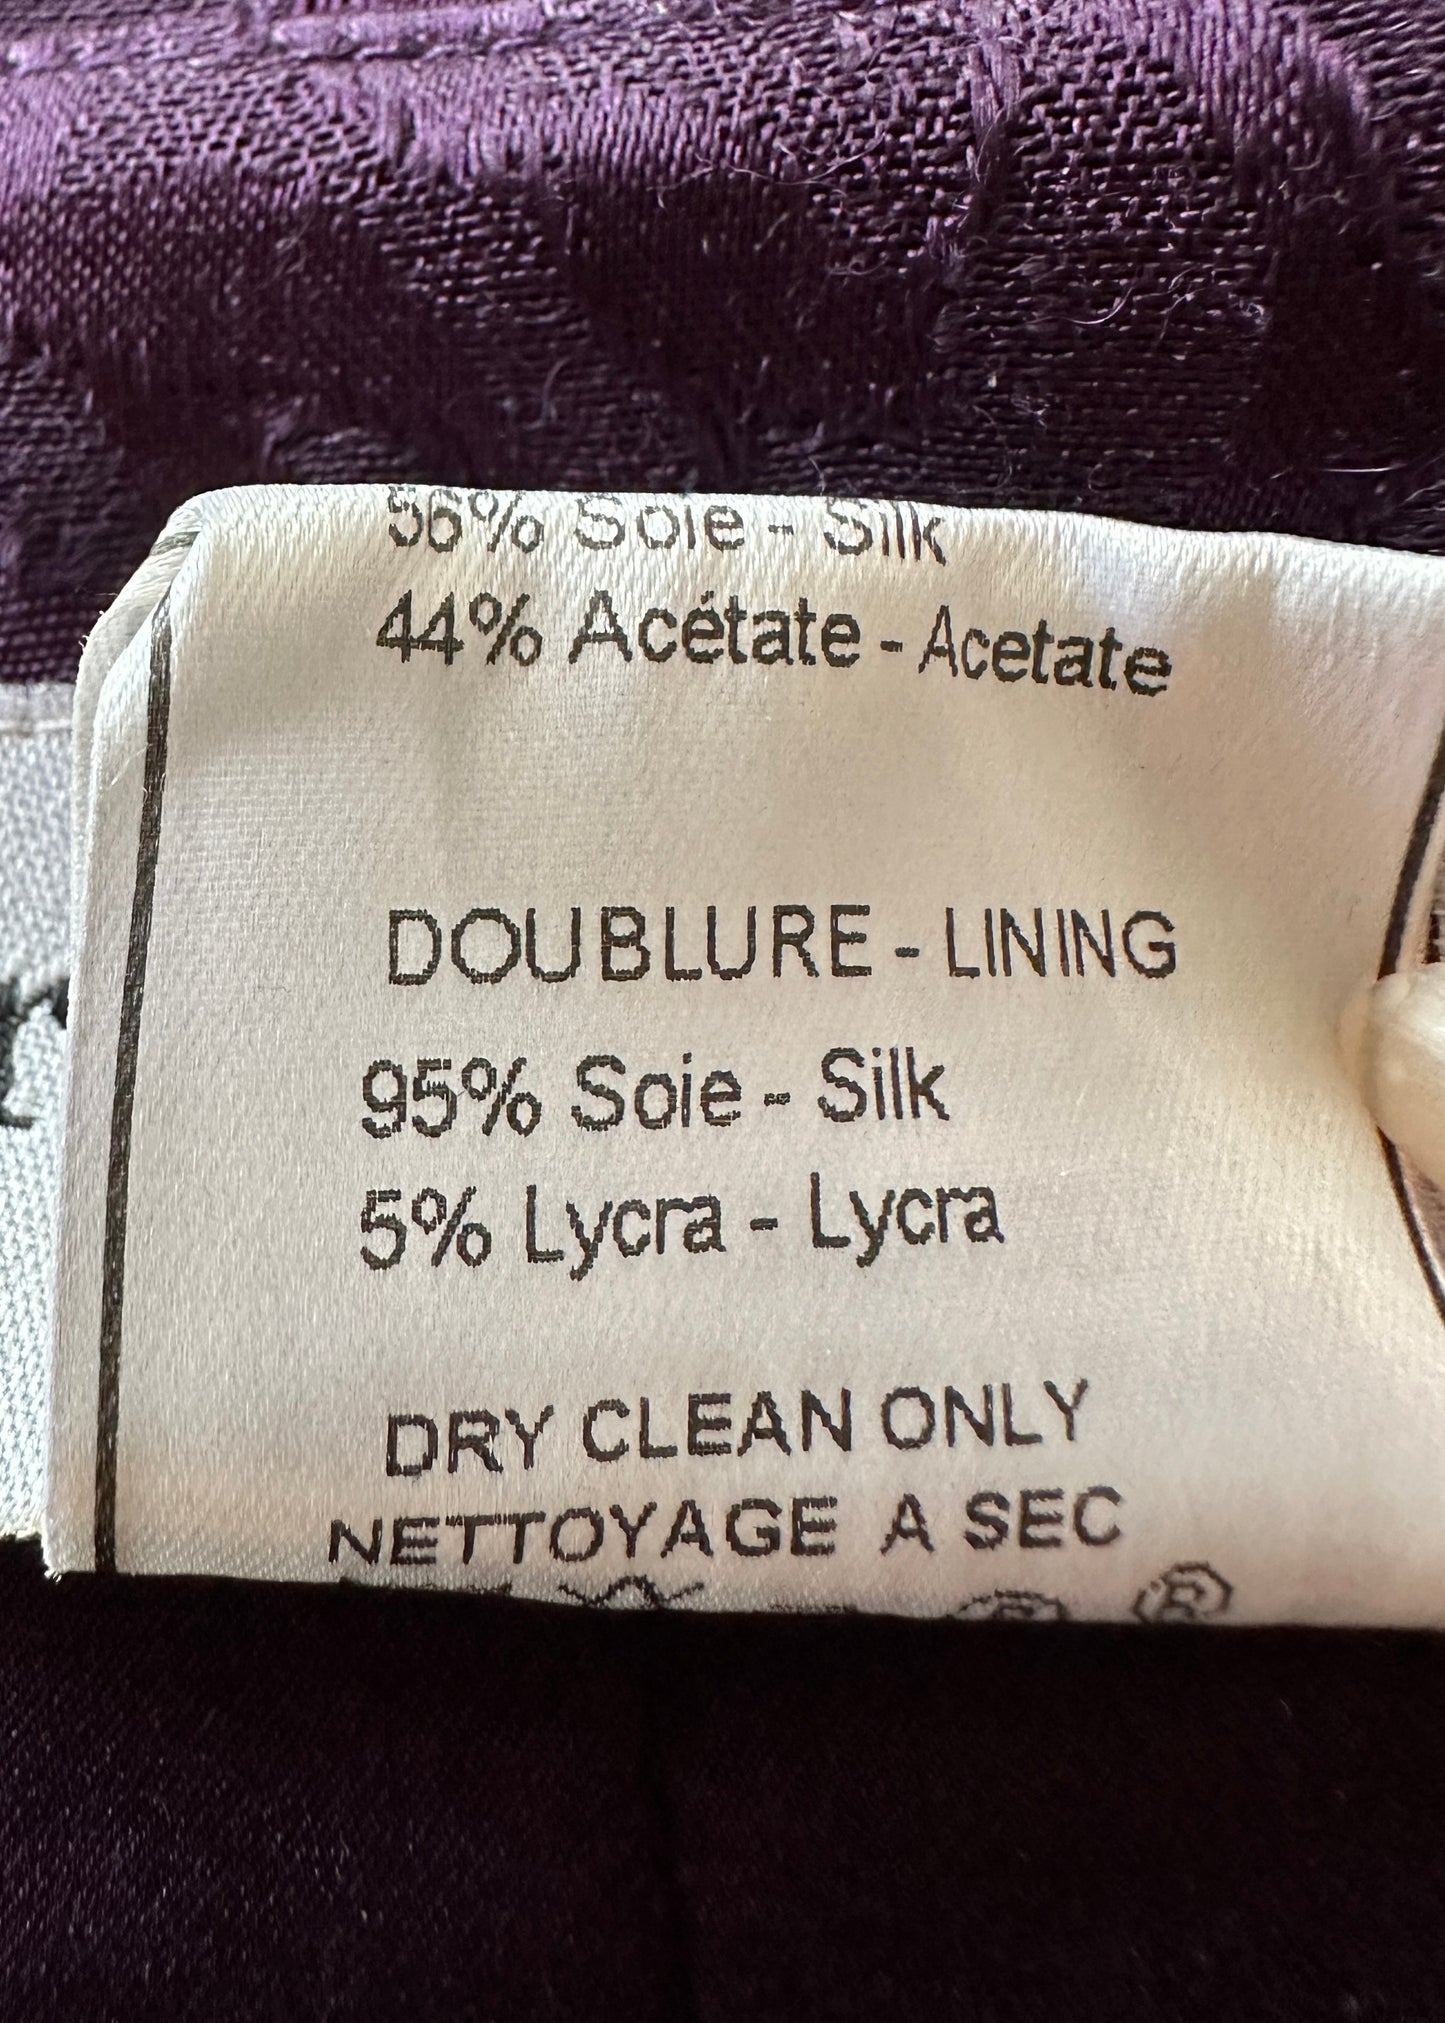 56% Soie - Silk
44% Acétate - Acetate
DOUBLURE - LINING
95% Soie - Silk
5% Lycra - Lycra
DRY CLEAN ONLY
NETTOYAGE A SEC